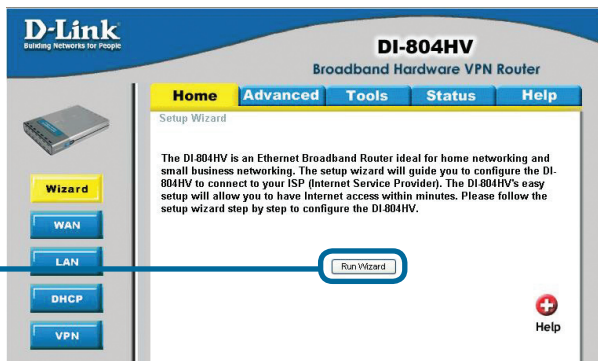 D-Link
Building Networks for People
DI-804HV
Broadband Hardware VPN Router
Home Advanced Tools Status Help
Setup Wizard
The DI-804HV is an Ethernet Broadband Router ideal for home networking and
small business networking. The setup wizard will guide you to configure the DI-
804HV to connect to your ISP (Internet Service Provider). The DI-804HV's easy
setup will allow you to have Internet access within minutes. Please follow the
setup wizard step by step to configure the DI-804HV.
Wizard
WAN
LAN
DHCP
VPN
Run Wizard
Help